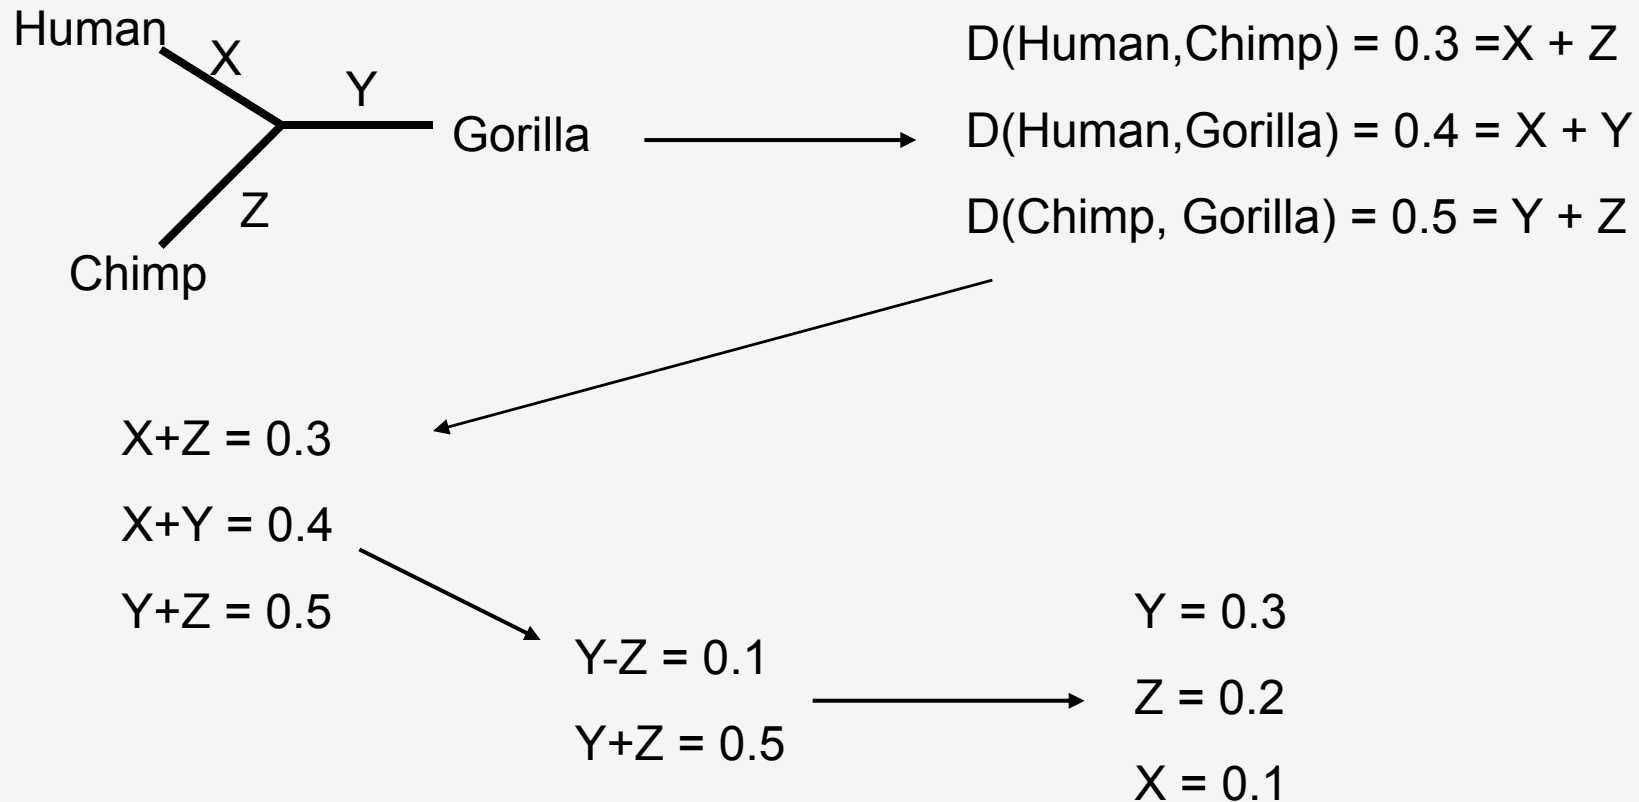 Human
X
Y
Gorilla
Z
Chimp
D(Human,Chimp) = 0.3 =X + Z
D(Human,Gorilla) = 0.4 = X + Y
D(Chimp, Gorilla) = 0.5 = Y + Z
X+Z = 0.3
X+Y = 0.4
Y+Z = 0.5
Y-Z = 0.1
Y+Z = 0.5
Y = 0.3
Z = 0.2
X = 0.1